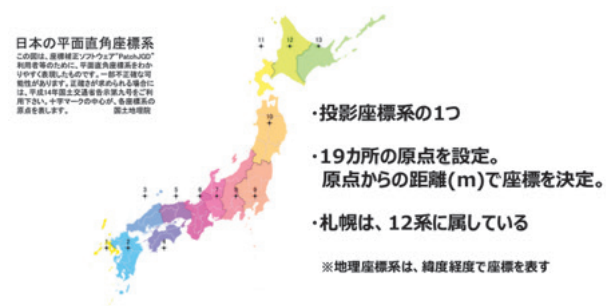 日本の平面直角座標系
この図は、座標補正ソフトウェア"PatchJGD"
利用者等のために、平面直角座標系をわか
りやすく表現したものです。一部不正確な可
能性があります。正確さが求められる場合に
は、平成14年国土交通省告示第九号をご利
用下さい。十字マークの中心が、各座標系の
原点を表します。 国土地理院
11 12 13
10
・投影座標系の1つ
・19カ所の原点を設定。
原点からの距離(m)で座標を決定。
・札幌は、12系に属している
※地理座標系は、緯度経度で座標を表す
3 5 6 7 8 9
1 2 4